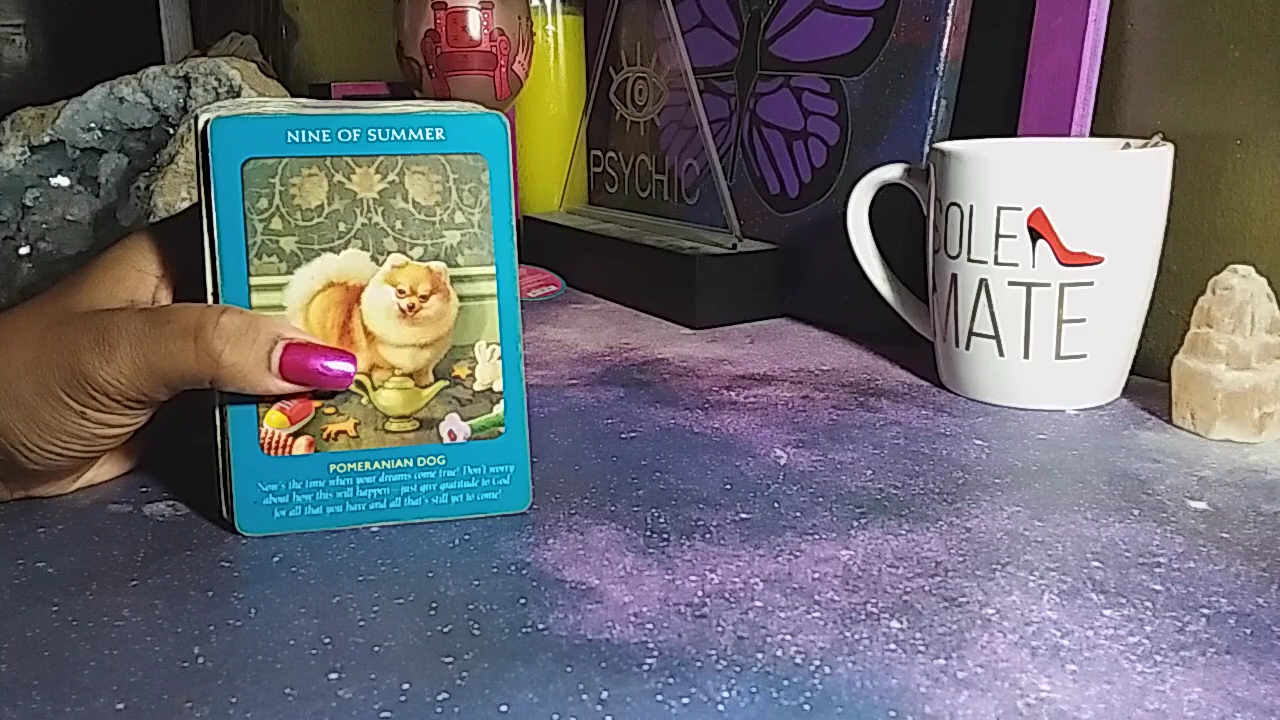 NINE OF SUMMER
POMERANIAN DOG
Now's the time when your dreams come true! Don't worry
about how this will happen—just give gratitude to God
for all that you have and all that's still yet to come!
PSYCHIC
SOLE
MATE